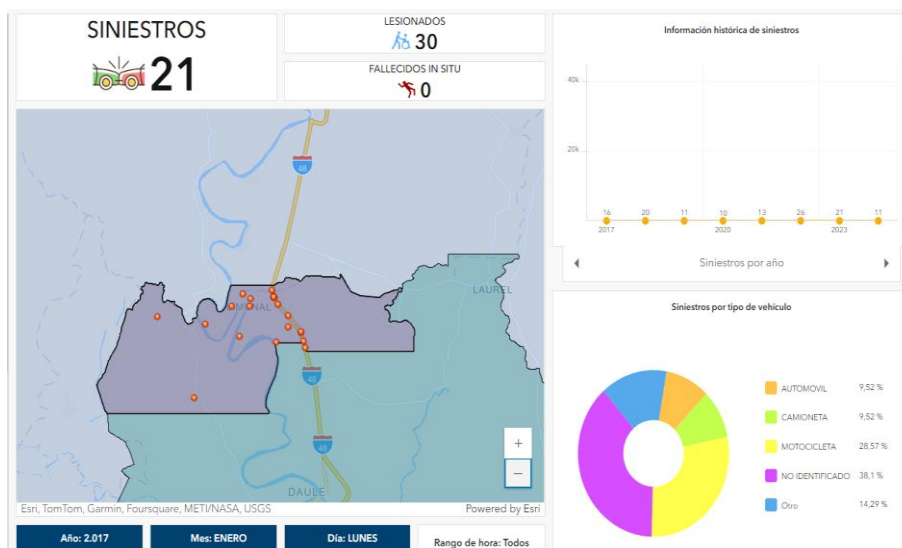 SINIESTROS
21
LESIONADOS
30
FALLECIDOS IN SITU
0
Información histórica de siniestros
40k
20k
16 20 11 10 13 26 21 11
2017 2020 2023
Siniestros por año
48
LAUREL
48
48
DAULE
+
−
Esri, TomTom, Garmin, Foursquare, METI/NASA, USGS
Powered by Esri
Siniestros por tipo de vehículo
AUTOMOVIL 9,52 %
CAMIONETA 9,52 %
MOTOCICLETA 28,57 %
NO IDENTIFICADO 38,1 %
Otro 14,29 %
Año: 2.017
Mes: ENERO
Día: LUNES
Rango de hora: Todos